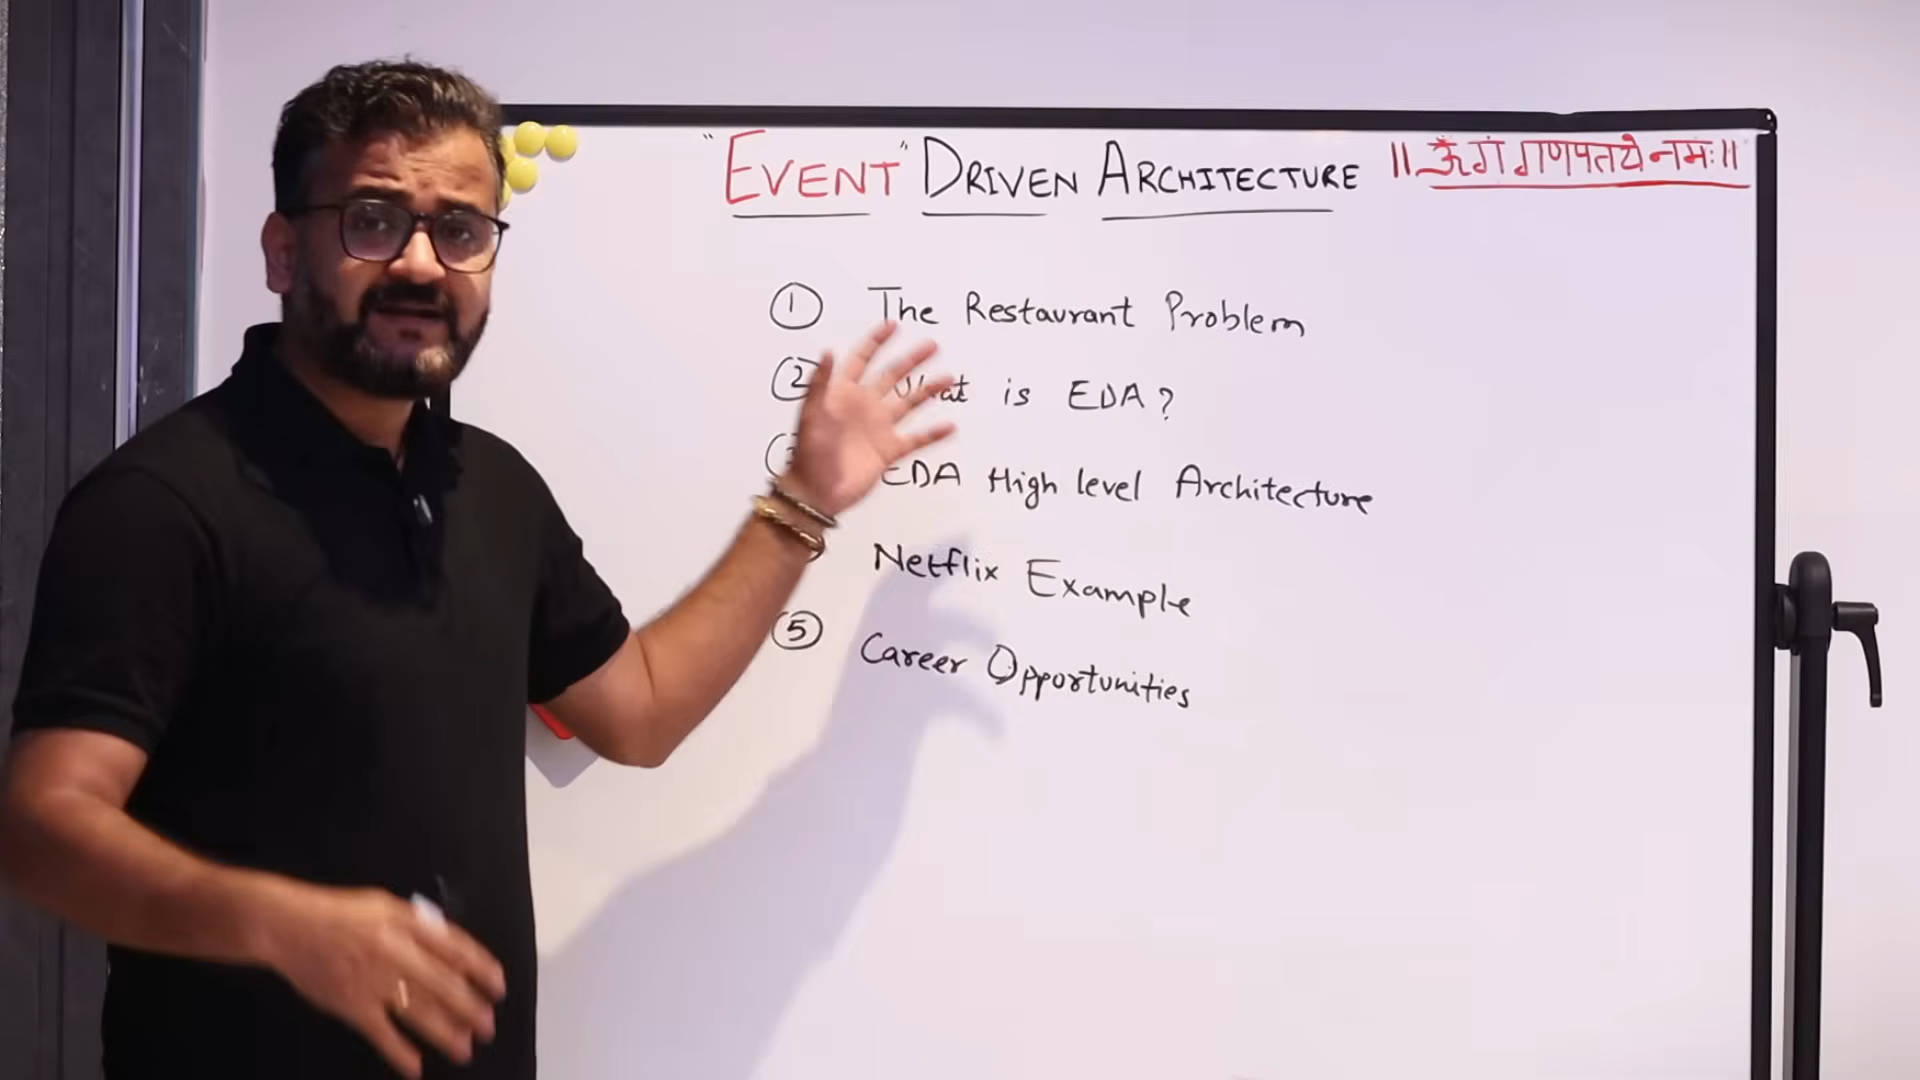 "EVENT" DRIVEN ARCHITECTURE
॥ ॐ गं गणपतये नमः ॥
① The Restaurant Problem
② What is EDA?
EDA High level Architecture
Netflix Example
⑤ Career Opportunities